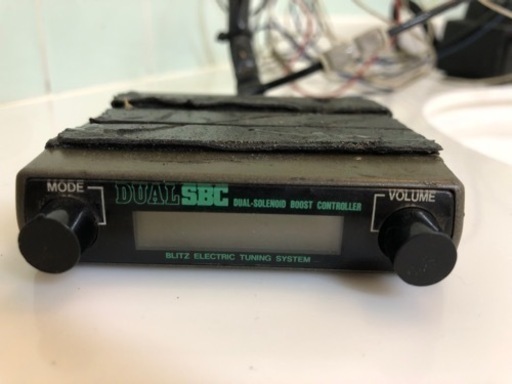 MODE
DUAL SBC DUAL-SOLENOID BOOST CONTROLLER
VOLUME
BLITZ ELECTRIC TUNING SYSTEM